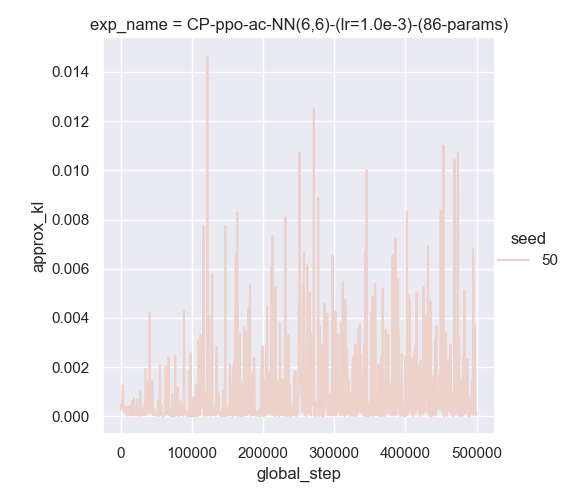 exp_name = CP-ppo-ac-NN(6,6)-(lr=1.0e-3)-(86-params)
0.014
0.012
0.010
0.008
0.006
0.004
0.002
0.000
approx_kl
seed
50
0 100000 200000 300000 400000 500000
global_step